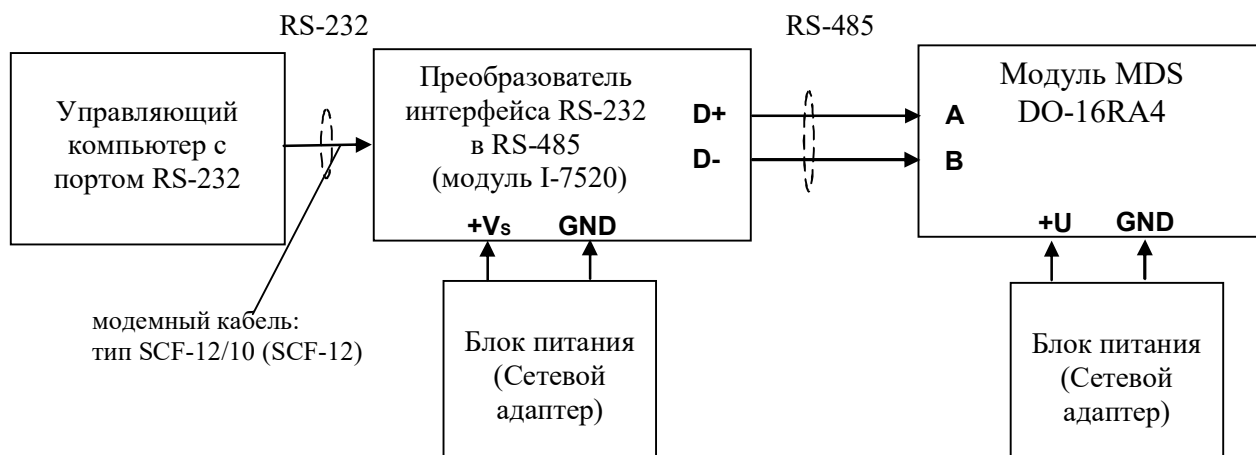 RS-232
RS-485
Управляющий
компьютер с
портом RS-232
Преобразователь
интерфейса RS-232
в RS-485
(модуль I-7520)
D+
D-
+Vs
GND
Модуль MDS
DO-16RA4
A
B
+U
GND
модемный кабель:
тип SCF-12/10 (SCF-12)
Блок питания
(Сетевой
адаптер)
Блок питания
(Сетевой
адаптер)